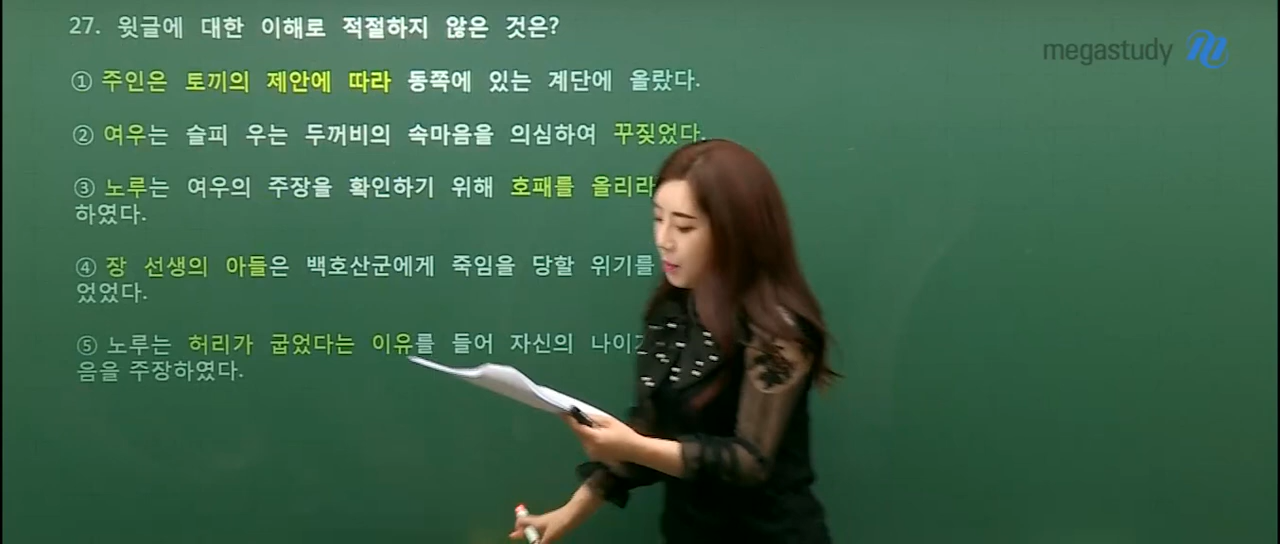 27. 윗글에 대한 이해로 적절하지 않은 것은?
megastudy
① 주인은 토끼의 제안에 따라 동쪽에 있는 계단에 올랐다.
② 여우는 슬피 우는 두꺼비의 속마음을 의심하여 꾸짖었다.
③ 노루는 여우의 주장을 확인하기 위해 호패를 올리라
하였다.
④ 장 선생의 아들은 백호산군에게 죽임을 당할 위기를
었었다.
⑤ 노루는 허리가 굽었다는 이유를 들어 자신의 나이가
음을 주장하였다.